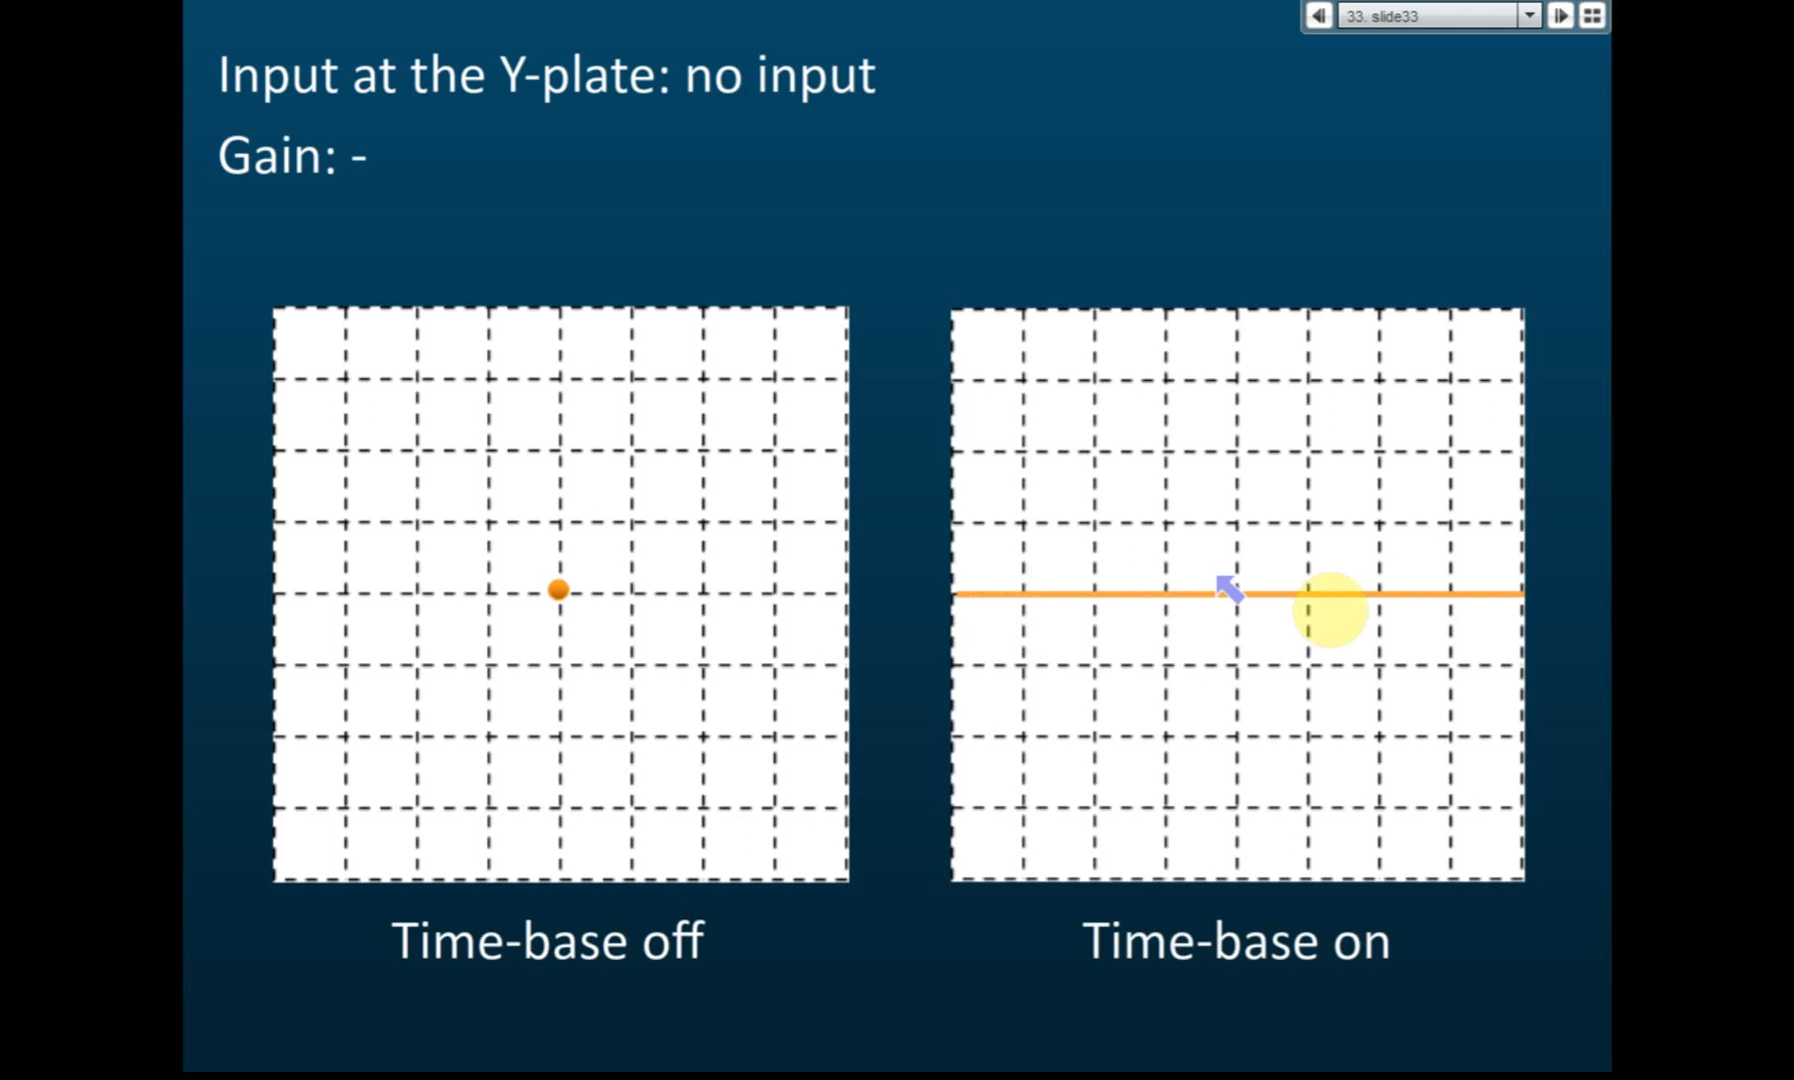 33. slide33
Input at the Y-plate: no input
Gain: -
Time-base off
Time-base on